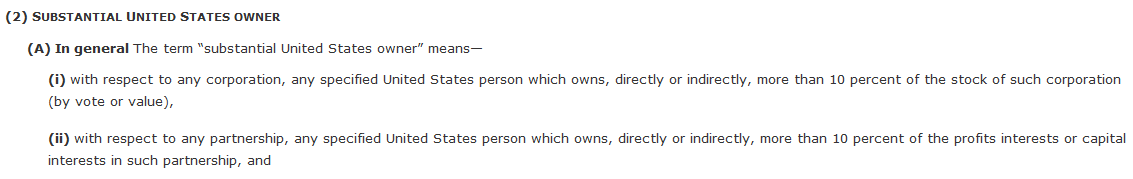 (2) SUBSTANTIAL UNITED STATES OWNER
(A) In general The term “substantial United States owner” means—
(i) with respect to any corporation, any specified United States person which owns, directly or indirectly, more than 10 percent of the stock of such corporation
(by vote or value),
(ii) with respect to any partnership, any specified United States person which owns, directly or indirectly, more than 10 percent of the profits interests or capital
interests in such partnership, and